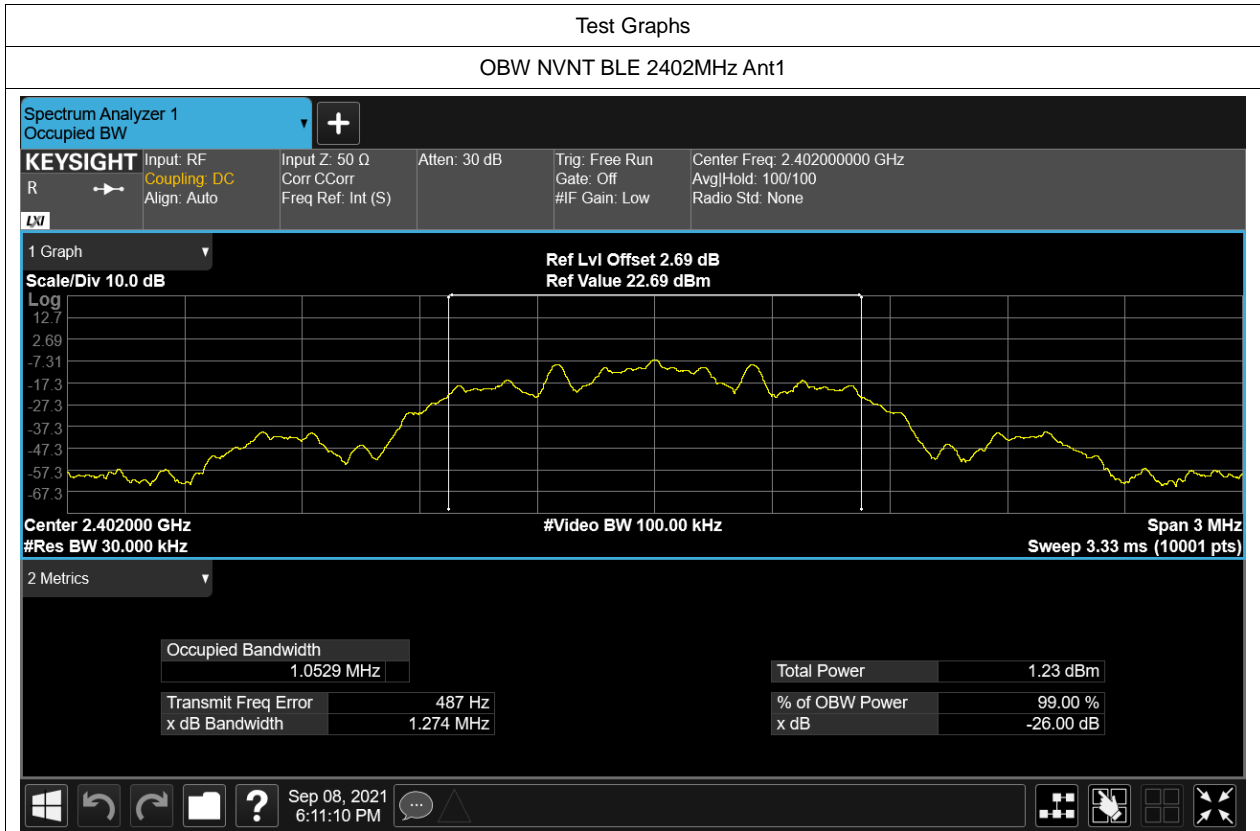 Test Graphs
OBW NVNT BLE 2402MHz Ant1
Spectrum Analyzer 1
Occupied BW
+
KEYSIGHT
R
LXI
Input: RF
Coupling: DC
Align: Auto
Input Z: 50 Ω
Corr CCorr
Freq Ref: Int (S)
Atten: 30 dB
Trig: Free Run
Gate: Off
#IF Gain: Low
Center Freq: 2.402000000 GHz
Avg|Hold: 100/100
Radio Std: None
1 Graph
Ref Lvl Offset 2.69 dB
Scale/Div 10.0 dB
Ref Value 22.69 dBm
Log
12.7
2.69
-7.31
-17.3
-27.3
-37.3
-47.3
-57.3
-67.3
Center 2.402000 GHz
#Video BW 100.00 kHz
Span 3 MHz
#Res BW 30.000 kHz
Sweep 3.33 ms (10001 pts)
2 Metrics
Occupied Bandwidth
1.0529 MHz
Total Power 1.23 dBm
Transmit Freq Error 487 Hz
% of OBW Power 99.00 %
x dB Bandwidth 1.274 MHz
x dB -26.00 dB
?
Sep 08, 2021
6:11:10 PM